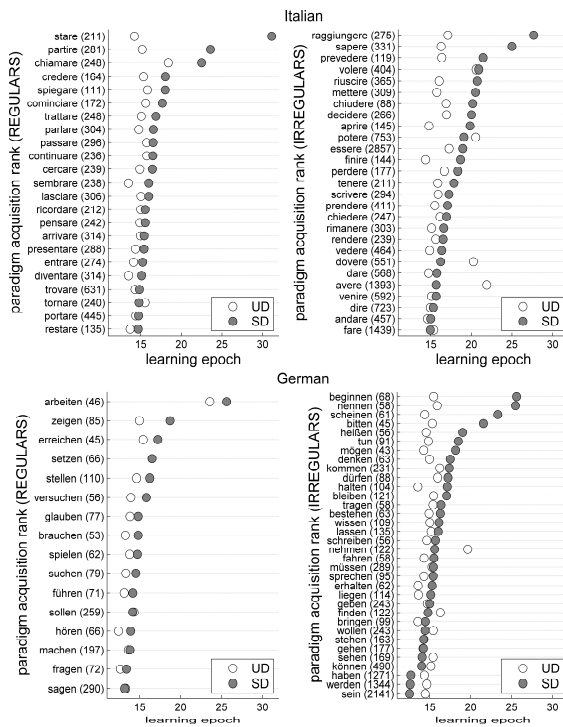 Italian
paradigm acquisition rank (REGULARS)
stare (211)
partire (201)
chiamare (248)
credere (164)
spiegare (111)
cominciare (172)
trattare (248)
parlare (304)
passare (296)
continuare (236)
cercare (239)
sembrare (238)
lasciare (306)
ricordare (212)
pensare (242)
arrivare (314)
presentare (288)
entrare (274)
diventare (314)
trovare (631)
tornare (240)
portare (445)
restare (135)
UD
SD
10 15 20 25 30
learning epoch
paradigm acquisition rank (IRREGULARS)
raggiungere (275)
sapere (331)
prevedere (119)
volere (404)
riuscire (365)
mettere (309)
chiudere (88)
decidere (266)
aprire (145)
potere (753)
essere (2857)
finire (144)
perdere (177)
tenere (211)
scrivere (294)
prendere (411)
chiedere (247)
rimanere (303)
rendere (239)
vedere (464)
dovere (551)
dare (568)
avere (1393)
venire (592)
dire (723)
andare (457)
fare (1439)
UD
SD
10 15 20 25 30
learning epoch
German
paradigm acquisition rank (REGULARS)
arbeiten (46)
zeigen (85)
erreichen (45)
setzen (66)
stellen (110)
versuchen (56)
glauben (77)
brauchen (53)
spielen (62)
suchen (79)
führen (71)
sollen (259)
hören (66)
machen (197)
fragen (72)
sagen (290)
UD
SD
10 15 20 25 30
learning epoch
paradigm acquisition rank (IRREGULARS)
beginnen (68)
nennen (58)
scheinen (61)
bitten (45)
heißen (56)
tun (91)
mögen (43)
denken (63)
kommen (231)
dürfen (88)
halten (104)
bleiben (121)
tragen (58)
bestehen (63)
wissen (109)
lassen (135)
schreiben (56)
nehmen (122)
fahren (58)
müssen (289)
sprechen (95)
erhalten (62)
liegen (114)
geben (243)
finden (122)
bringen (99)
wollen (243)
stehen (163)
gehen (177)
sehen (169)
können (490)
haben (1271)
werden (1344)
sein (2141)
UD
SD
10 15 20 25 30
learning epoch